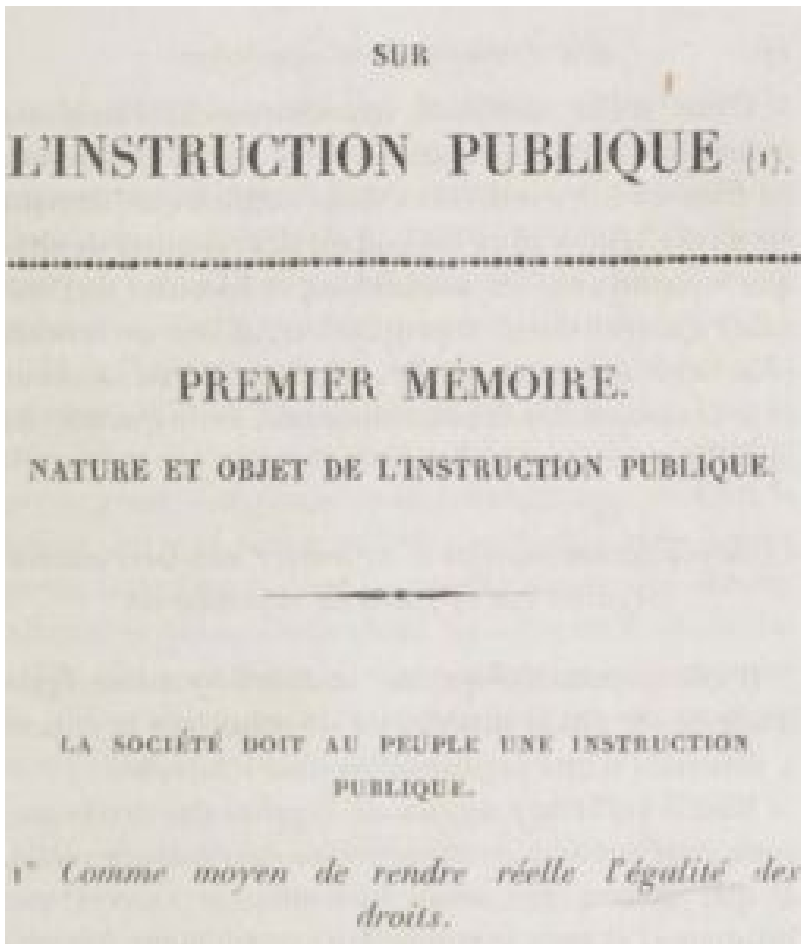 SUR
L'INSTRUCTION PUBLIQUE (1).
PREMIER MÉMOIRE.
NATURE ET OBJET DE L'INSTRUCTION PUBLIQUE.
LA SOCIÉTÉ DOIT AU PEUPLE UNE INSTRUCTION
PUBLIQUE.
1° Comme moyen de rendre réelle l'égalité des
droits.